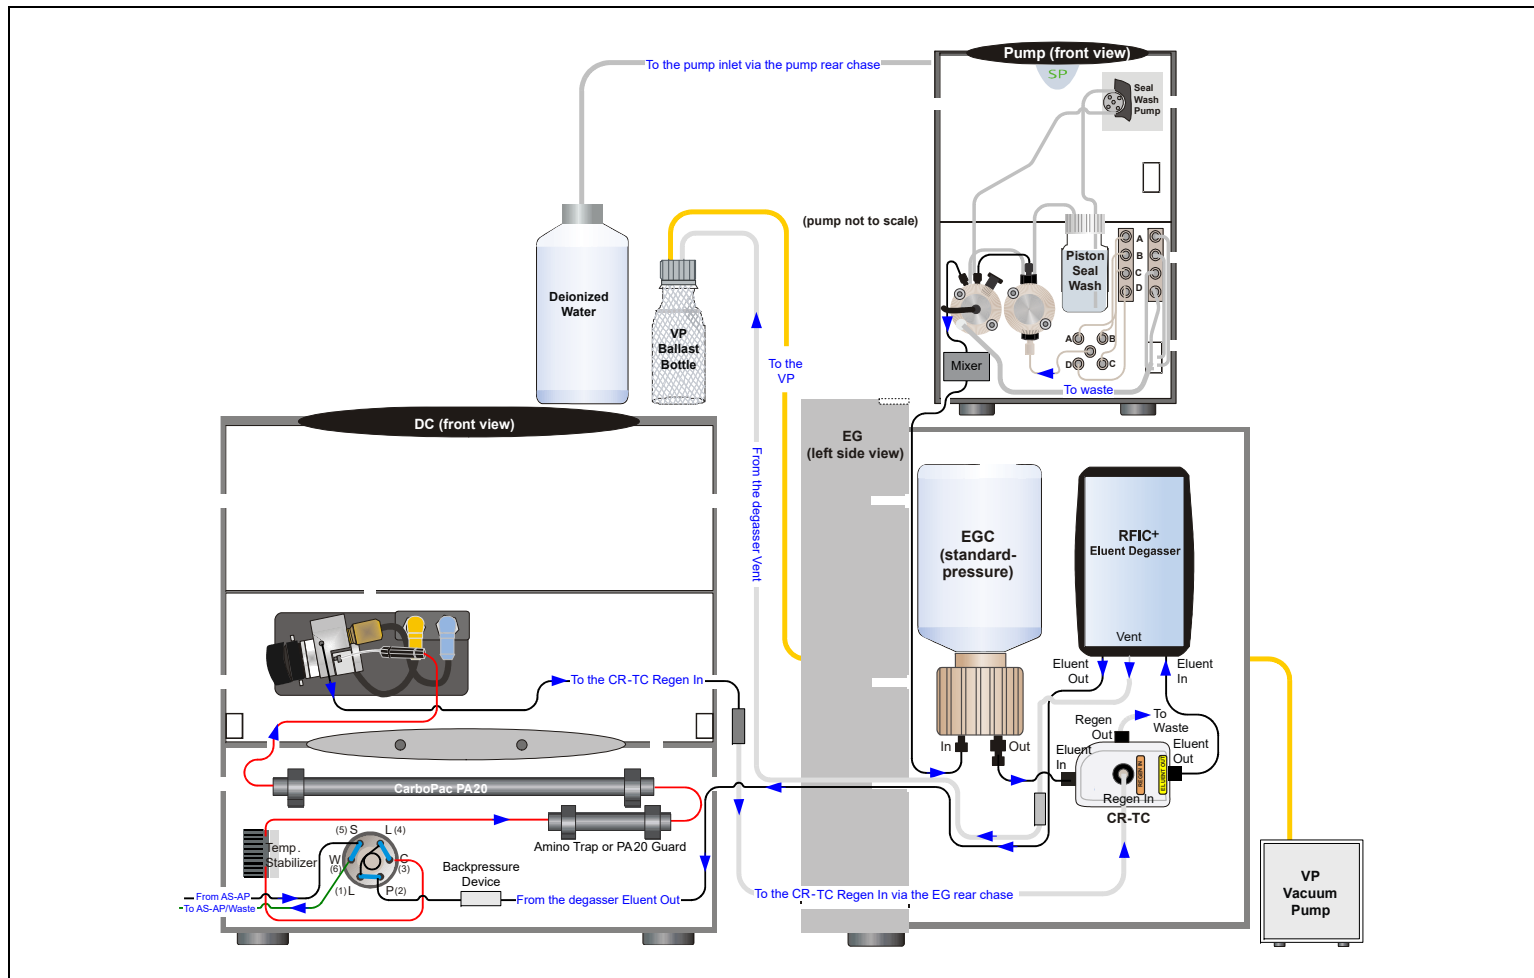 Pump (front view)
SP
To the pump inlet via the pump rear chase
Seal
Wash
Pump
(pump not to scale)
Deionized
Water
VP
Ballast
Bottle
Piston
Seal
Wash
A
B
C
D
A
B
D
C
Mixer
To waste
To the
VP
DC (front view)
EG
(left side view)
From the degasser Vent
EGC
(standard-
pressure)
RFIC+
Eluent Degasser
Vent
Eluent
Out
Eluent
In
To the CR-TC Regen In
In
Out
Regen
Out
To
Waste
Eluent
In
Eluent
Out
REGEN IN
ELUENT OUT
Regen In
CR-TC
CarboPac PA20
Amino Trap or PA20 Guard
Temp.
Stabilizer
(5) S
L (4)
W
(6)
C
(3)
(1) L
P (2)
Backpressure
Device
From AS-AP
To AS-AP/Waste
From the degasser Eluent Out
To the CR-TC Regen In via the EG rear chase
VP
Vacuum
Pump